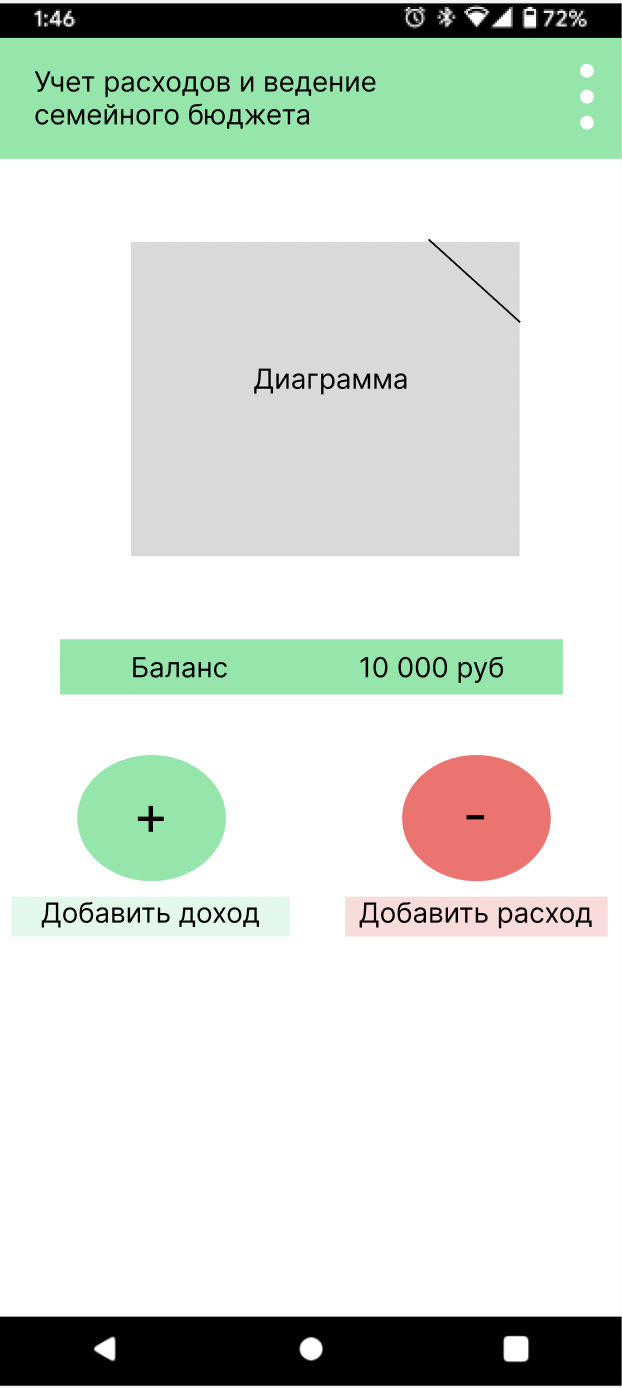 1:46 72%
Учет расходов и ведение
семейного бюджета
Диаграмма
Баланс 10 000 руб
+ -
Добавить доход Добавить расход